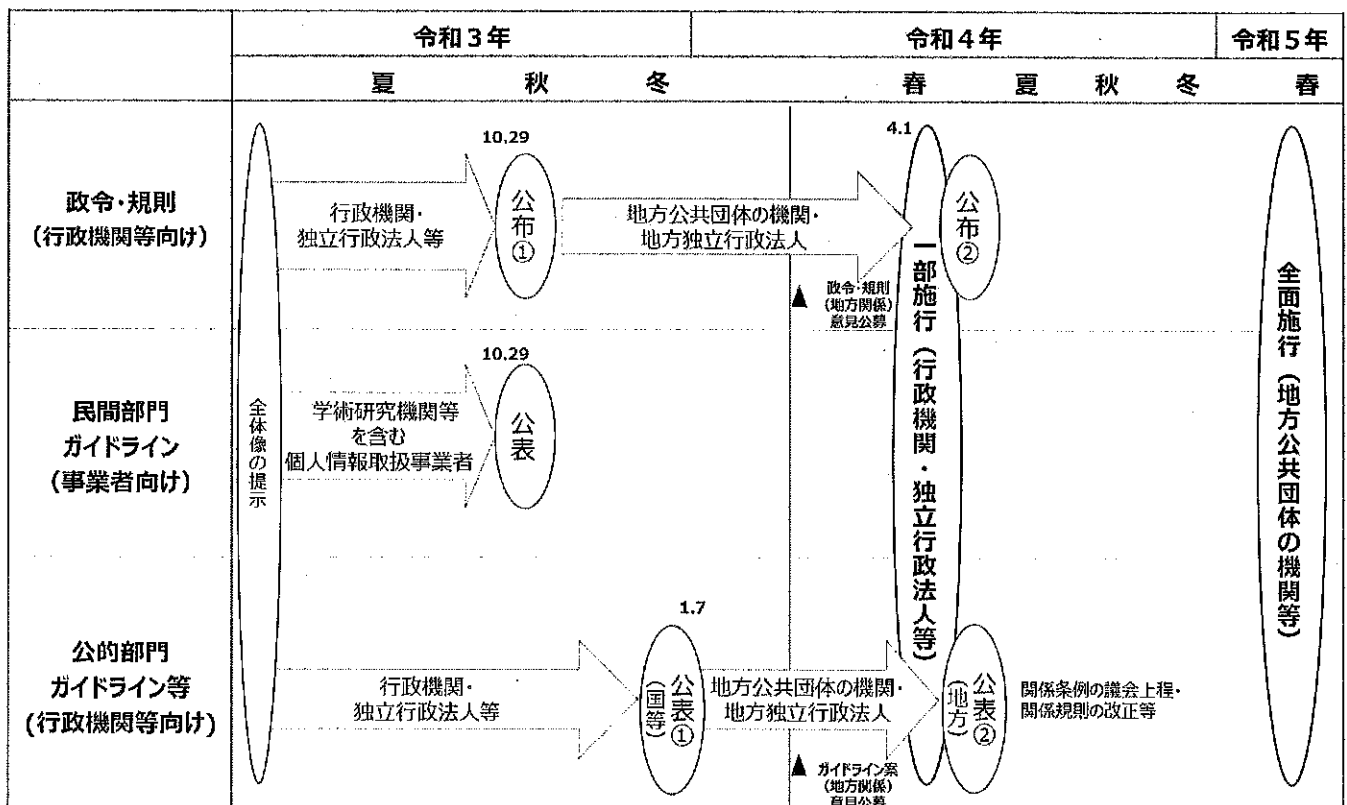 令和3年
令和4年
令和5年
夏
秋
冬
春
夏
秋
冬
春
政令・規則
(行政機関等向け)
行政機関・
独立行政法人等
10,29
公布①
地方公共団体の機関・
地方独立行政法人
▲ 政令・規則
(地方関係)
意見公募
4.1
公布②
民間部門
ガイドライン
(事業者向け)
全体像の提示
学術研究機関等
を含む
個人情報取扱事業者
10,29
公表
一部施行(行政機関・独立行政法人等)
全面施行(地方公共団体の機関等)
公的部門
ガイドライン等
(行政機関等向け)
行政機関・
独立行政法人等
1.7
公表①
(国等)
地方公共団体の機関・
地方独立行政法人
▲ ガイドライン案
(地方関係)
意見公募
公表②
(地方)
関係条例の議会上程・
関係規則の改正等